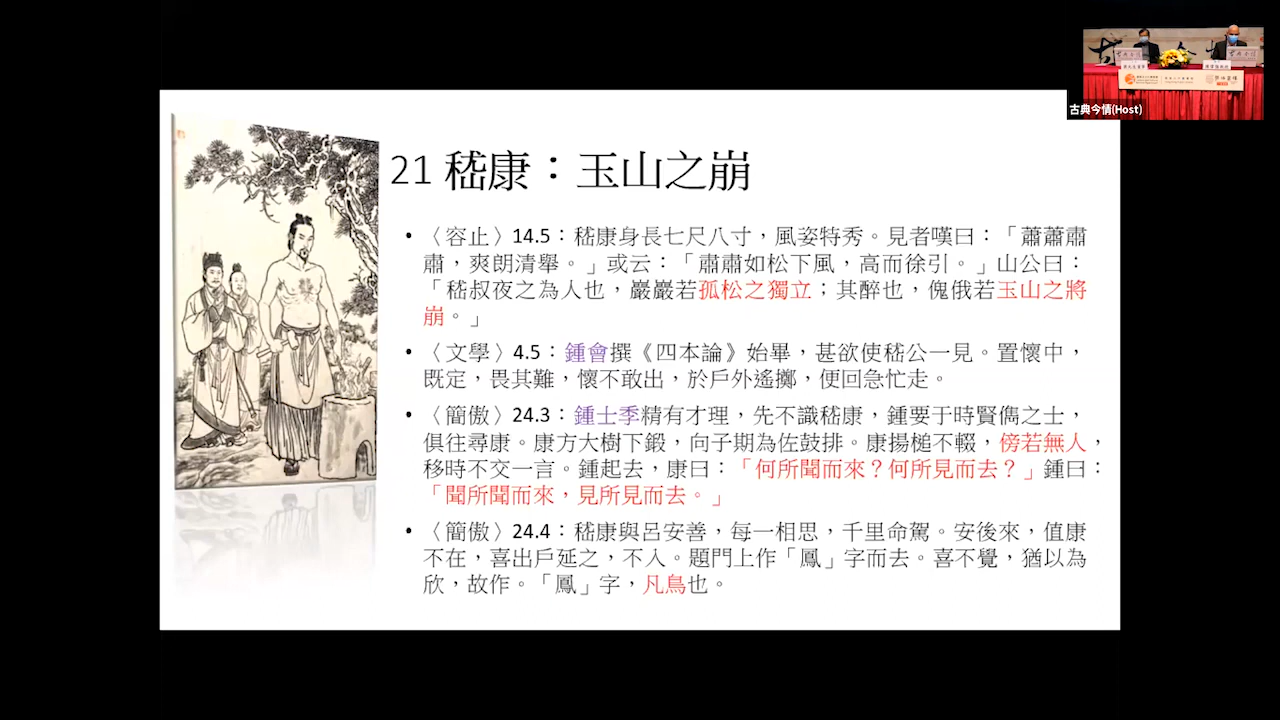 古典今情(Host)
21 嵇康：玉山之崩
• 〈容止〉14.5：嵇康身長七尺八寸，風姿特秀。見者嘆曰：「蕭蕭肅
肅，爽朗清舉。」或云：「肅肅如松下風，高而徐引。」山公曰：
「嵇叔夜之為人也，巖巖若孤松之獨立；其醉也，傀俄若玉山之將
崩。」
• 〈文學〉4.5：鍾會撰《四本論》始畢，甚欲使嵇公一見。置懷中，
既定，畏其難，懷不敢出，於戶外遙擲，便回急忙走。
• 〈簡傲〉24.3：鍾士季精有才理，先不識嵇康，鍾要于時賢儁之士，
俱往尋康。康方大樹下鍛，向子期為佐鼓排。康揚槌不輟，傍若無人，
移時不交一言。鍾起去，康曰：「何所聞而來？何所見而去？」鍾曰：
「聞所聞而來，見所見而去。」
• 〈簡傲〉24.4：嵇康與呂安善，每一相思，千里命駕。安後來，值康
不在，喜出戶延之，不入。題門上作「鳳」字而去。喜不覺，猶以為
欣，故作。「鳳」字，凡鳥也。